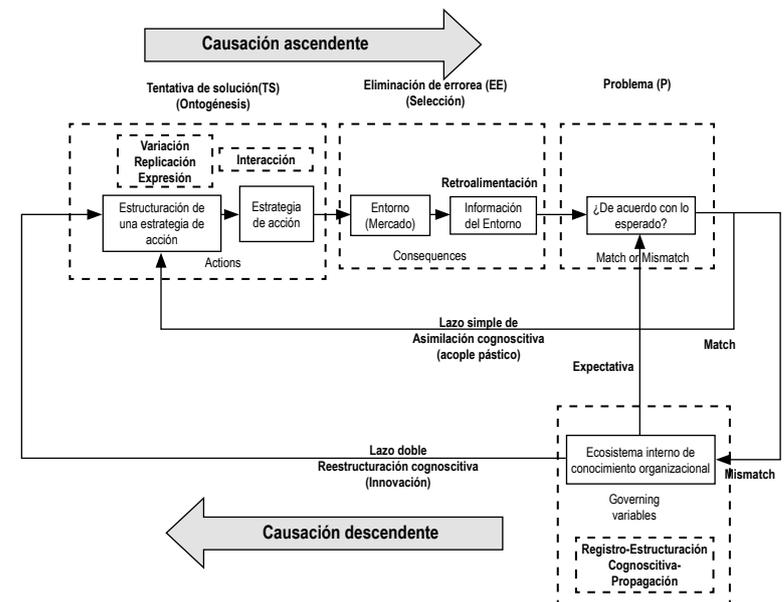 Causación ascendente
Tentativa de solución(TS)
(Ontogénesis)
Eliminación de errorea (EE)
(Selección)
Problema (P)
Variación
Replicación
Expresión
Interacción
Estructuración de
una estrategia de
acción
Estrategia
de acción
Actions
Retroalimentación
Entorno
(Mercado)
Información
del Entorno
Consequences
¿De acuerdo con lo
esperado?
Match or Mismatch
Lazo simple de
Asimilación cognoscitiva
(acople pástico)
Match
Expectativa
Lazo doble
Reestructuración cognoscitiva
(Innovación)
Ecosistema interno de
conocimiento organizacional
Mismatch
Governing
variables
Causación descendente
Registro-Estructuración
Cognoscitiva-
Propagación